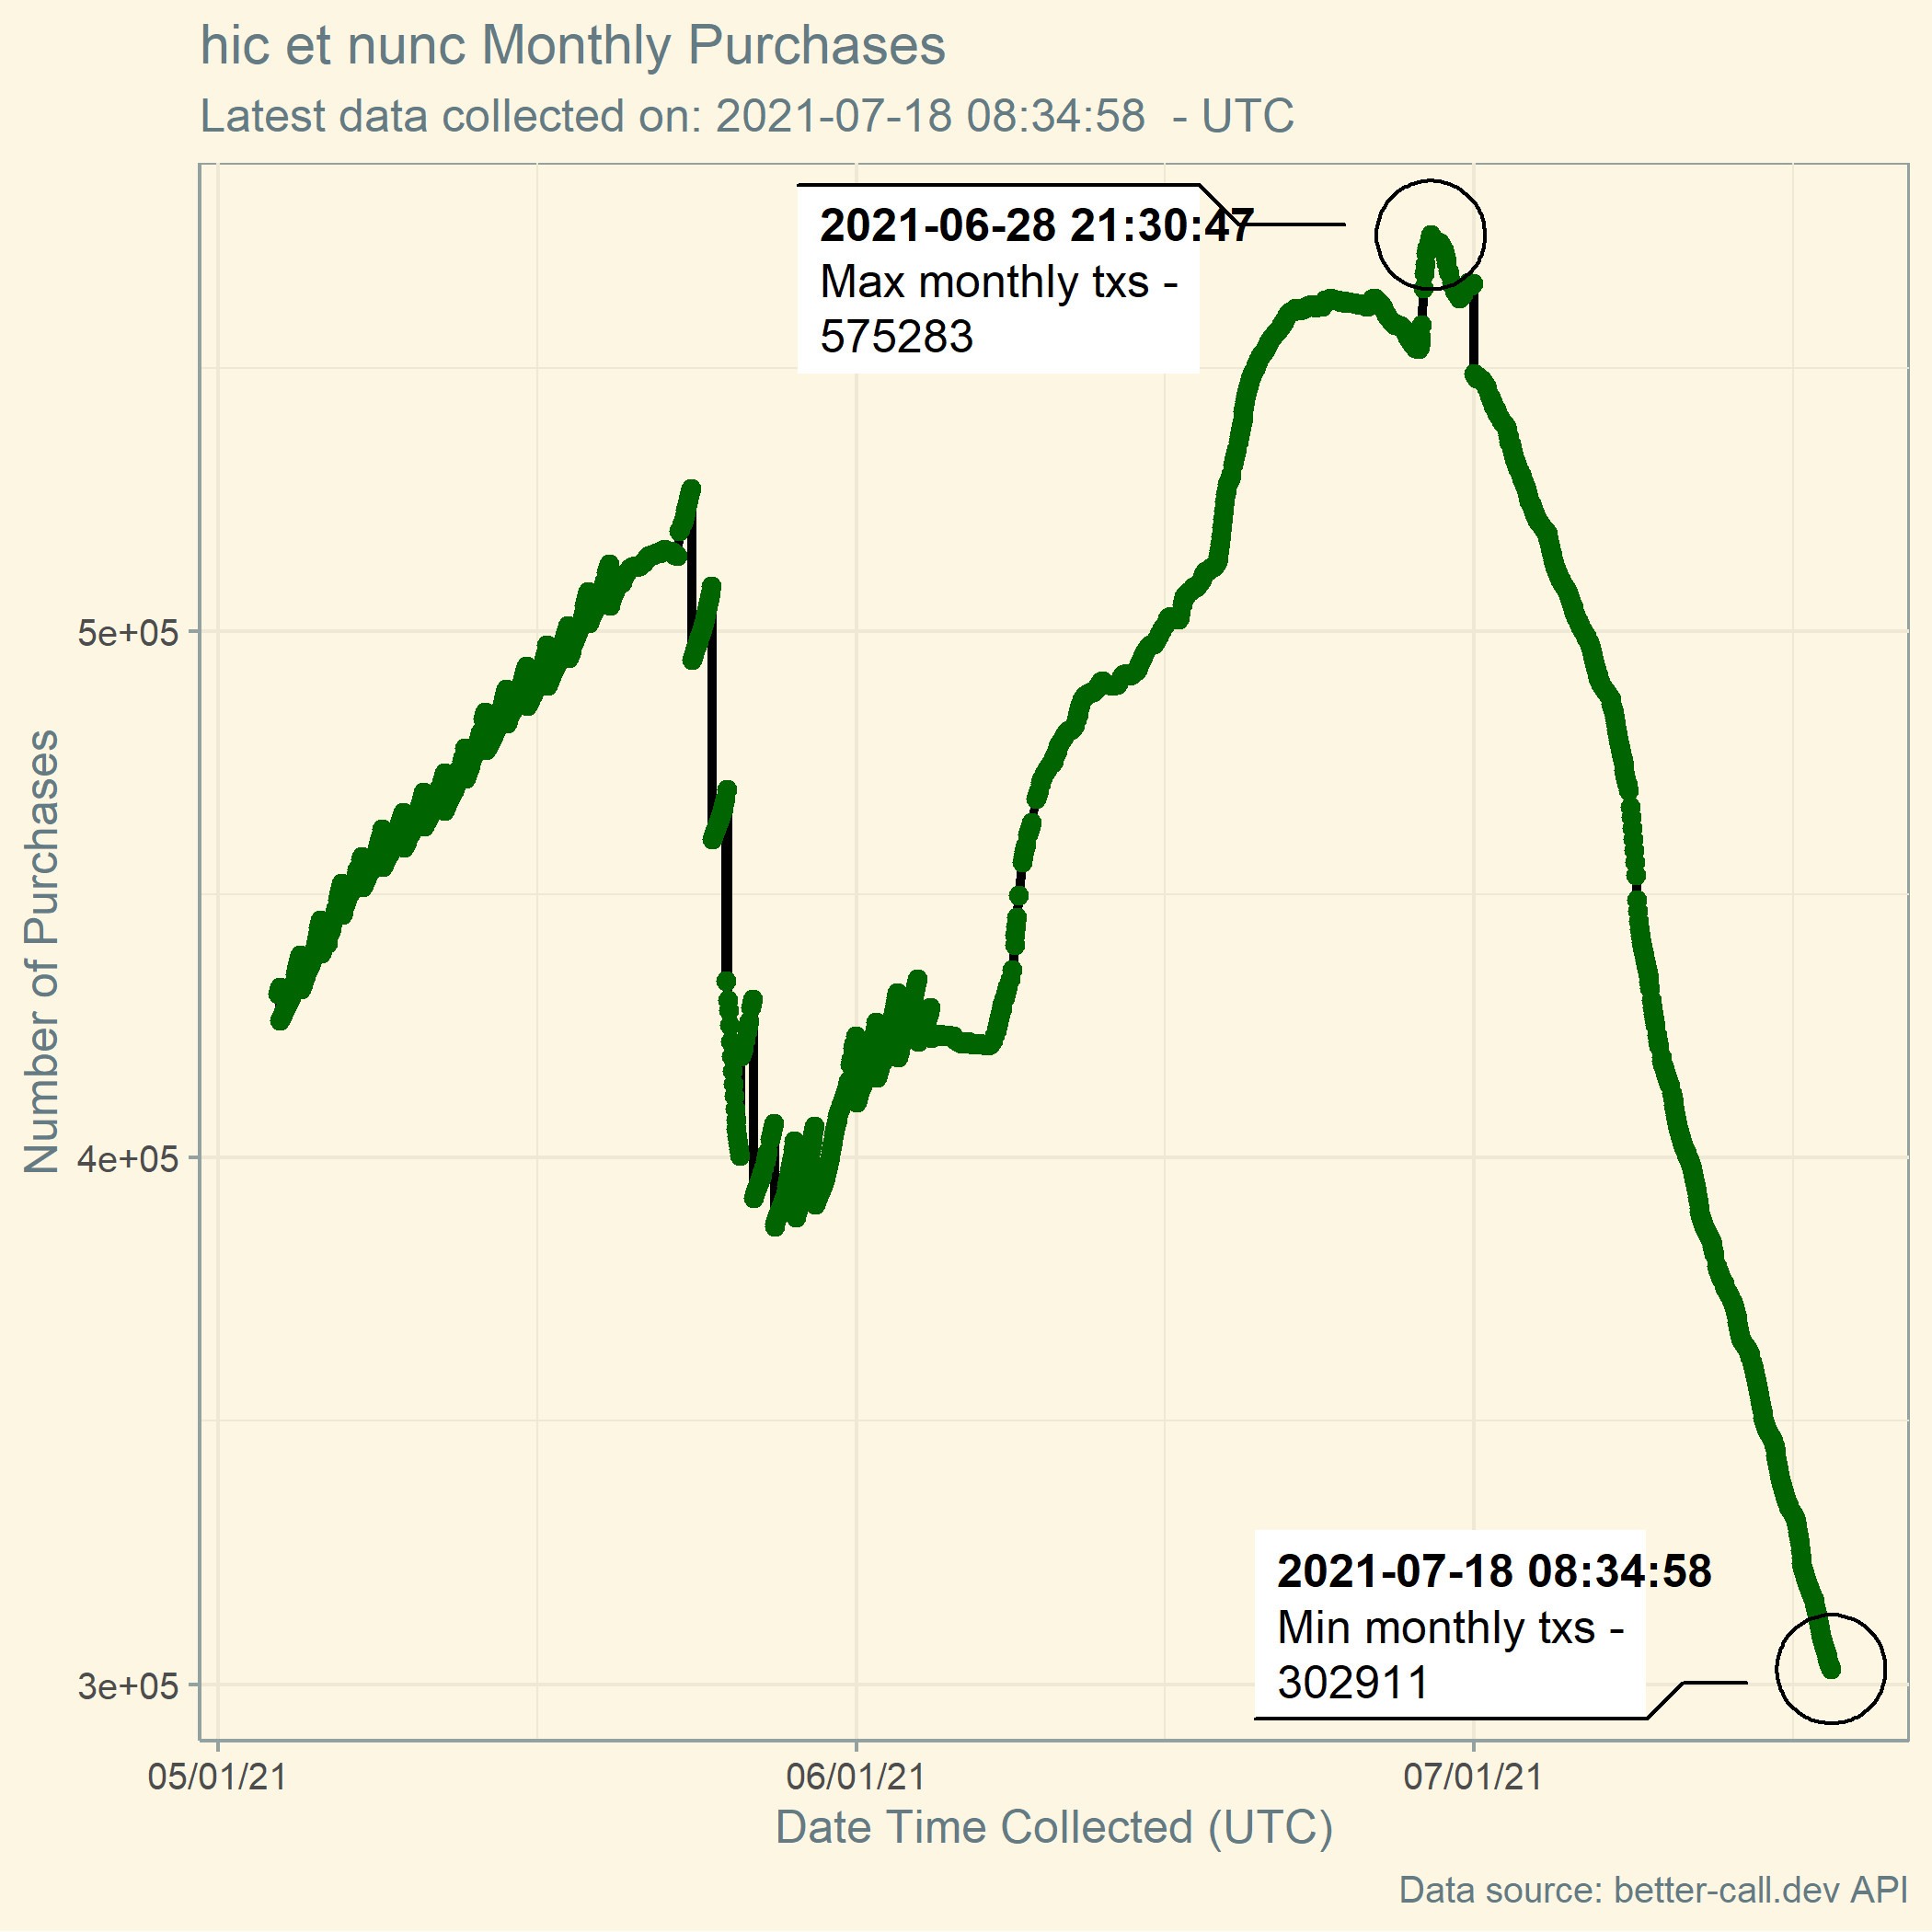 hic et nunc Monthly Purchases
Latest data collected on: 2021-07-18 08:34:58  - UTC
2021-06-28 21:30:47
Max monthly txs -
575283
Number of Purchases
5e+05
4e+05
3e+05
2021-07-18 08:34:58
Min monthly txs -
302911
05/01/21
06/01/21
07/01/21
Date Time Collected (UTC)
Data source: better-call.dev API